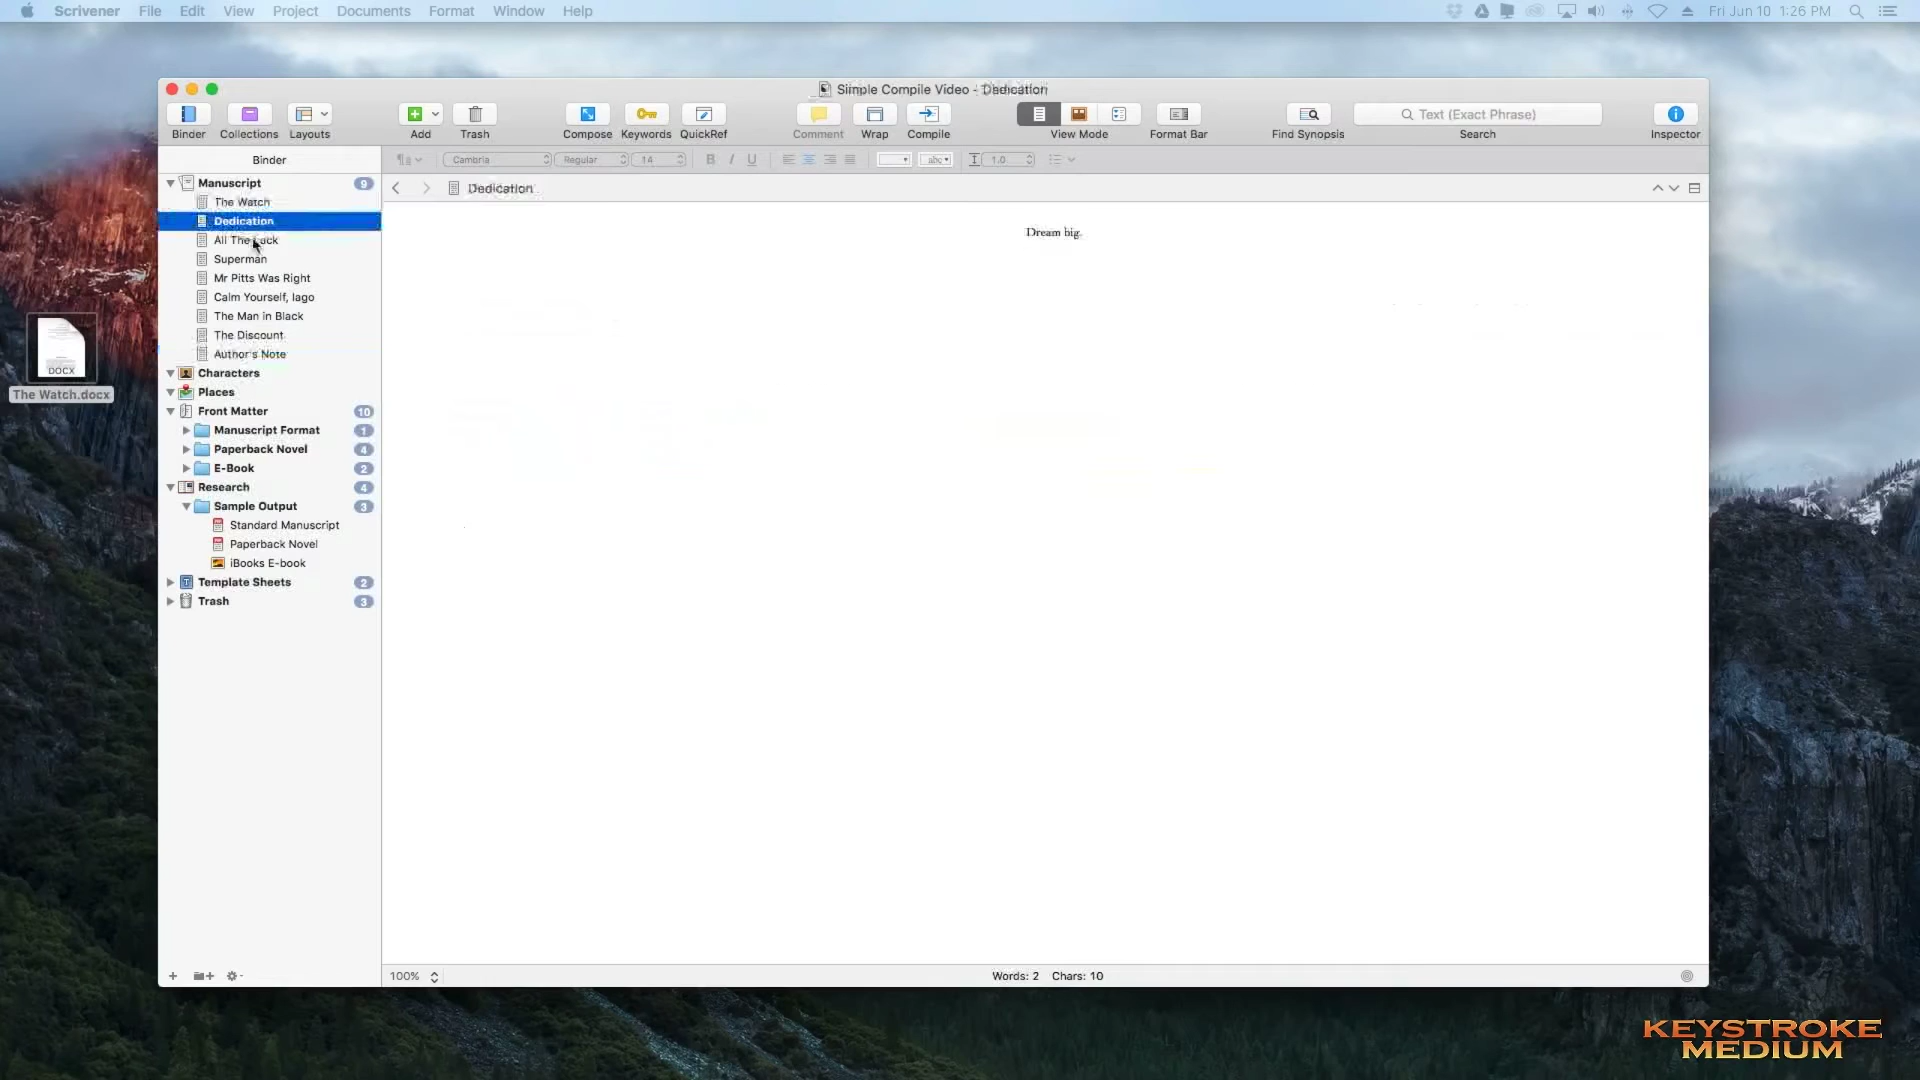 Scrivener File Edit View Project Documents Format Window Help Fri Jun 10 1:26 PM
Simple Compile Video - Dedication
Binder Collections Layouts Add Trash Compose Keywords QuickRef Comment Wrap Compile View Mode Format Bar Find Synopsis Text (Exact Phrase) Search Inspector
Binder
Cambria Regular 14 B I U abc 1.0
Dedication
Manuscript 9
The Watch
Dedication
All The Luck
Superman
Mr Pitts Was Right
Calm Yourself, Iago
The Man in Black
The Discount
Author's Note
Characters
Places
Front Matter 10
Manuscript Format 1
Paperback Novel 4
E-Book 2
Research 4
Sample Output 3
Standard Manuscript
Paperback Novel
iBooks E-book
Template Sheets 2
Trash 3
Dream big.
DOCX
The Watch.docx
100% Words: 2 Chars: 10
KEYSTROKE
MEDIUM